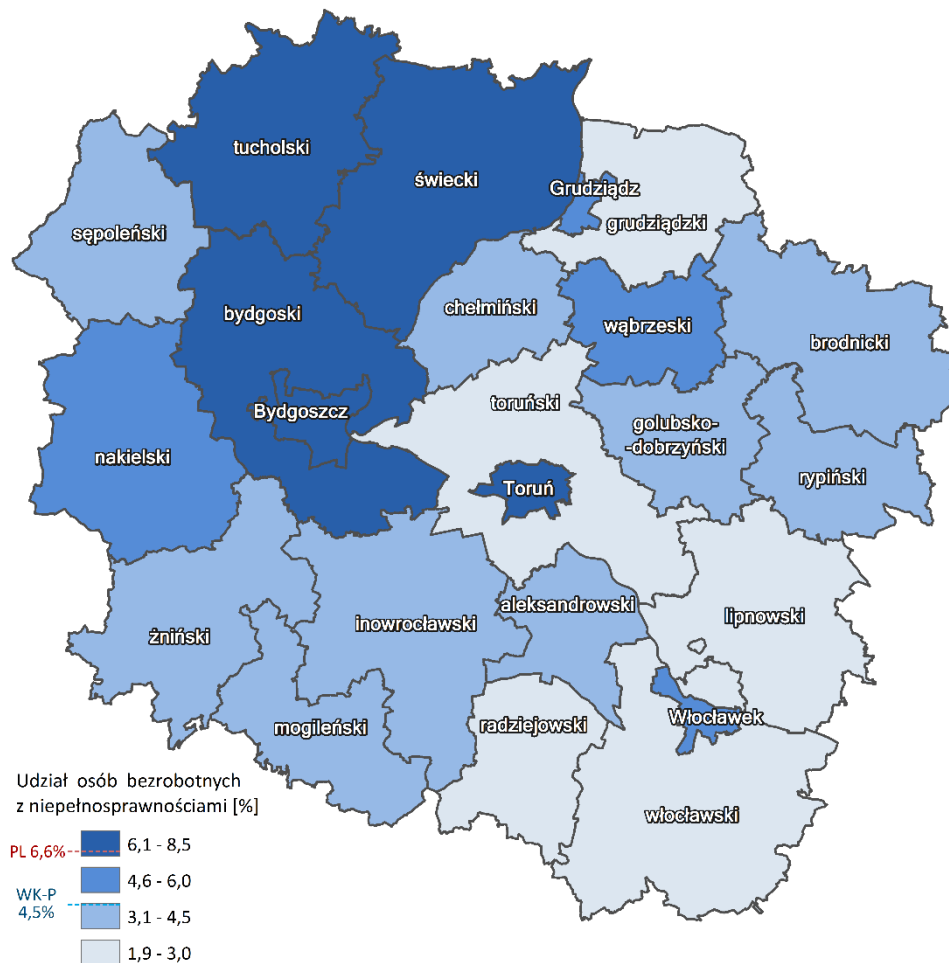 tucholski
świecki
Grudziądz
grudziądzki
sępoleński
bydgoski
chełmiński
wąbrzeski
brodnicki
toruński
Bydgoszcz
golubsko-
-dobrzyński
nakielski
rypiński
Toruń
aleksandrowski
lipnowski
inowrocławski
żniński
Włocławek
mogileński
radziejowski
włocławski
Udział osób bezrobotnych
z niepełnosprawnościami [%]
PL 6,6%
6,1 - 8,5
4,6 - 6,0
WK-P
4,5%
3,1 - 4,5
1,9 - 3,0